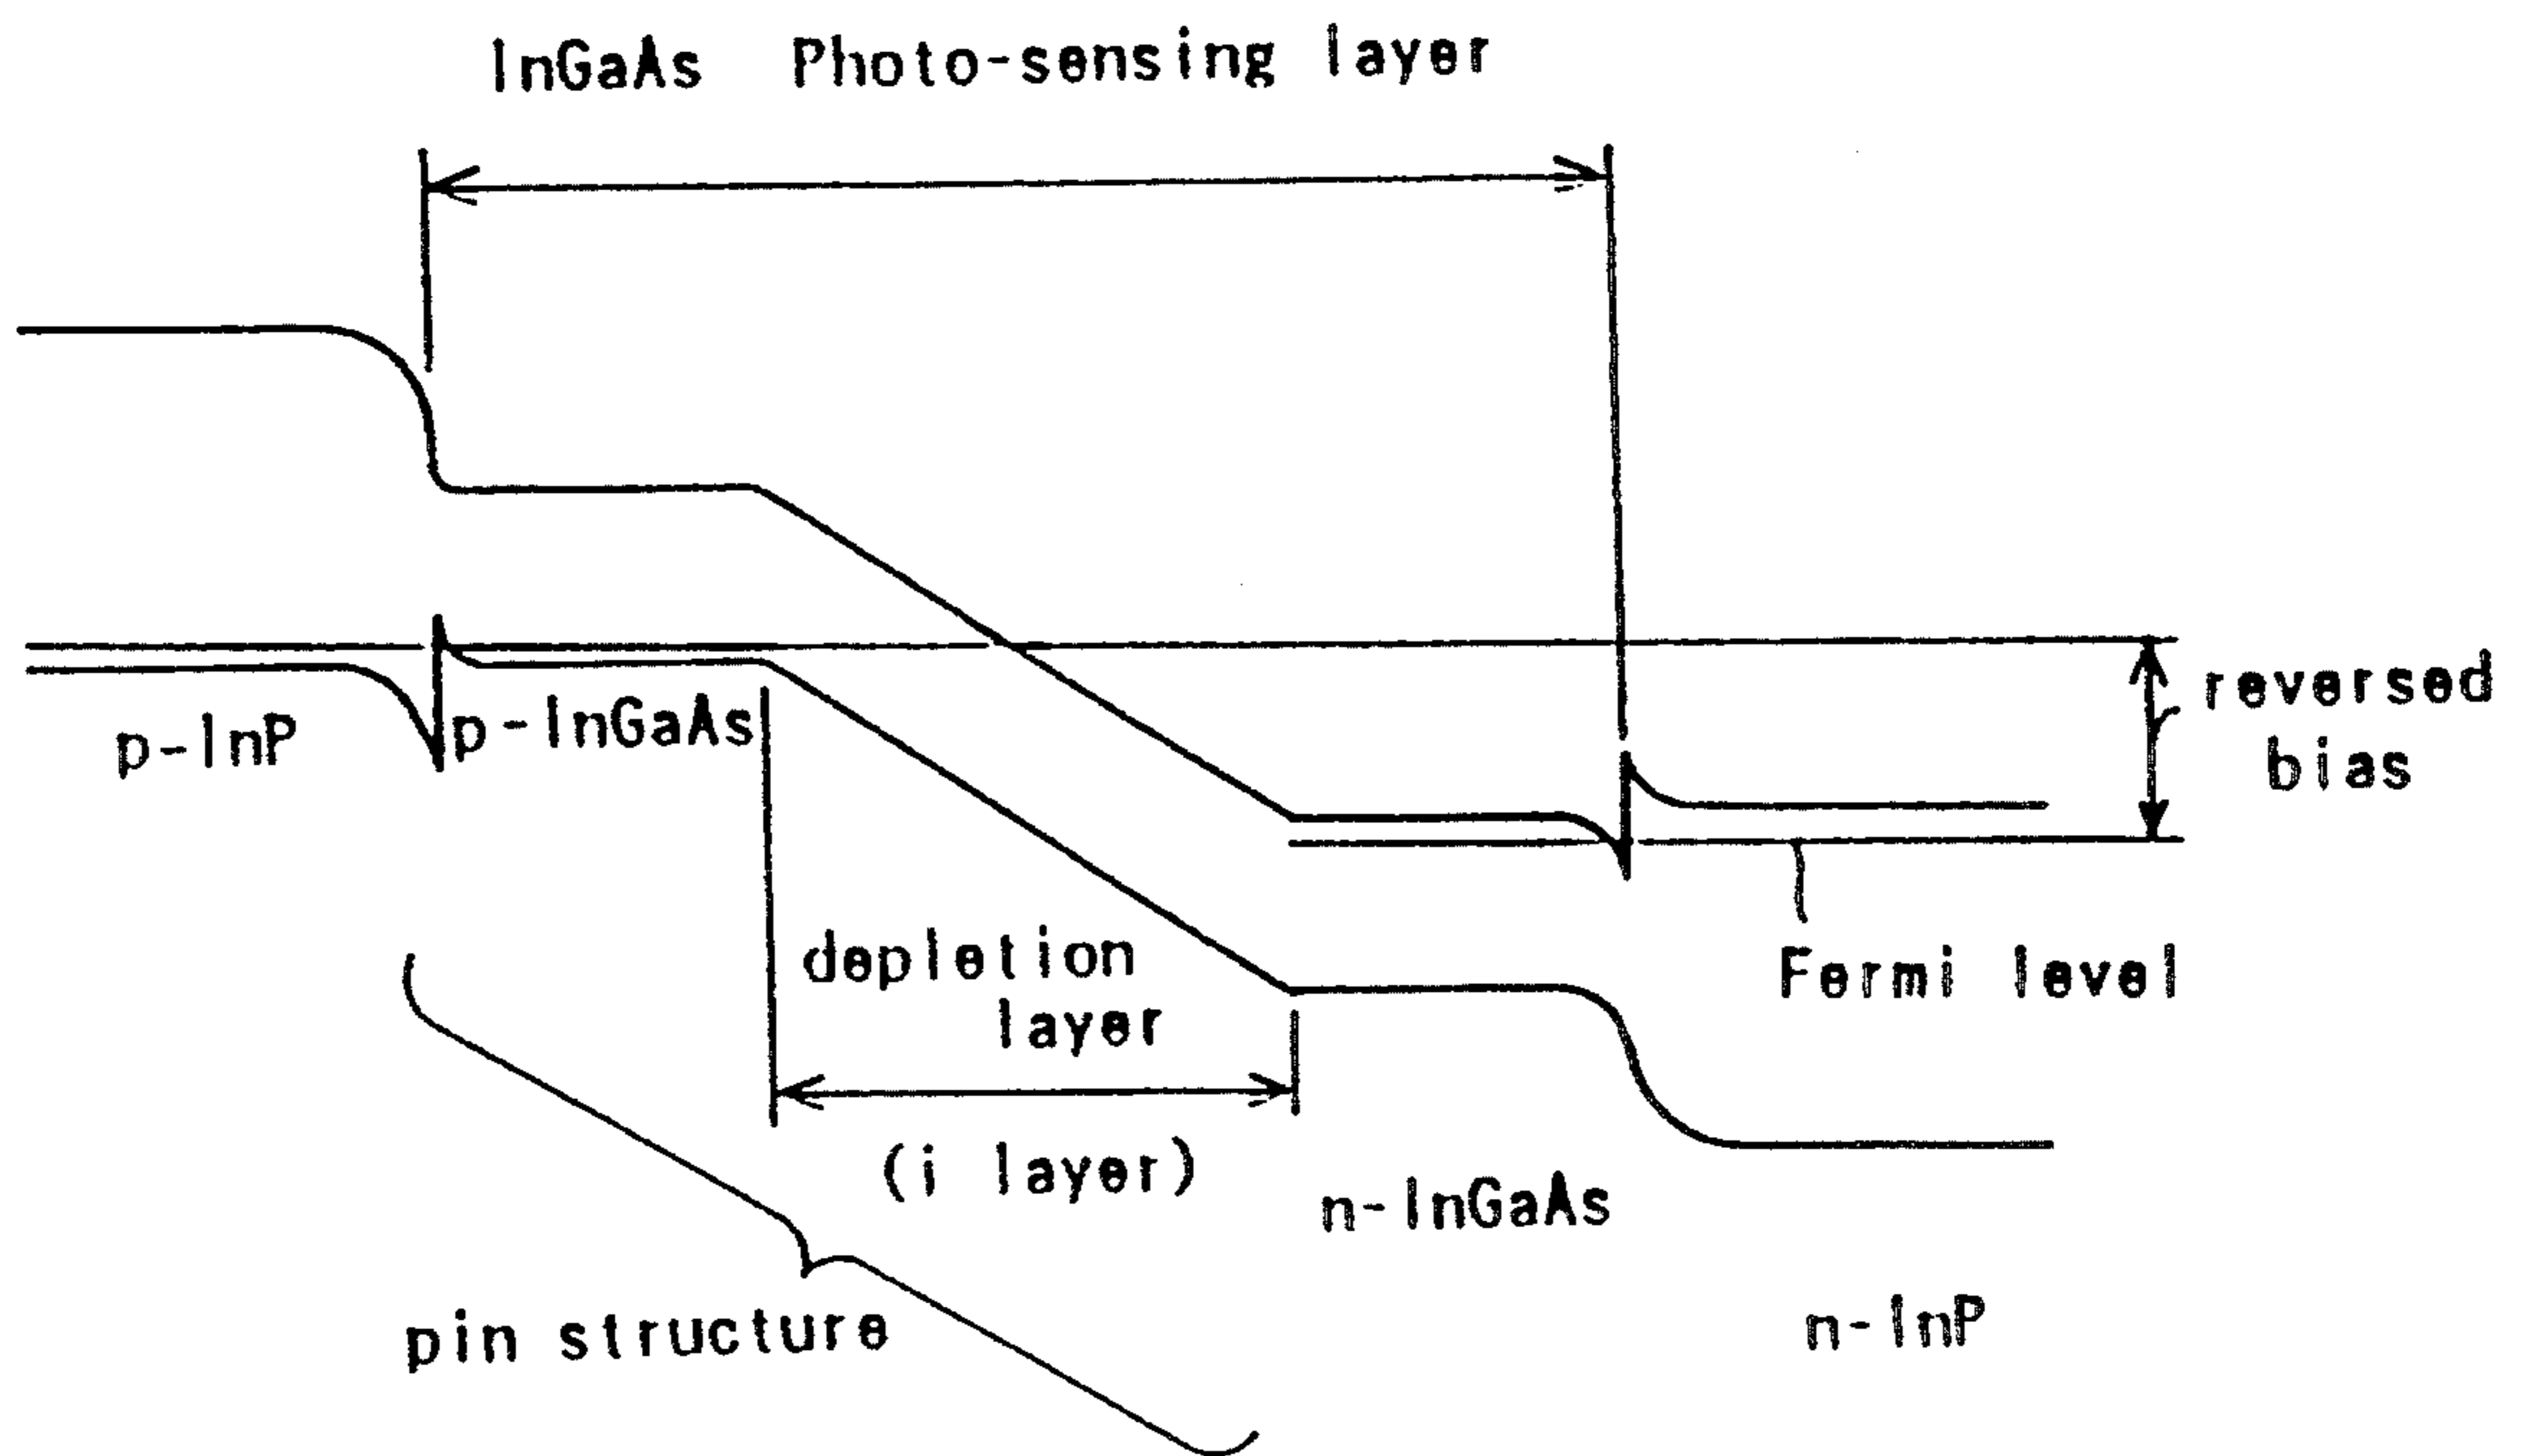 InGaAs Photo-sensing layer
p-InP
p-InGaAs
reversed
bias
depletion
layer
Fermi level
(i layer)
n-InGaAs
pin structure
n-InP